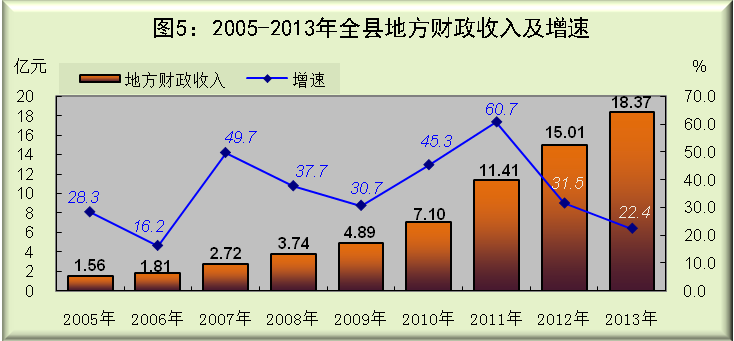 图5：2005-2013年全县地方财政收入及增速
亿元
%
地方财政收入 增速
20 18 16 14 12 10 8 6 4 2 0
70.0 60.0 50.0 40.0 30.0 20.0 10.0 0.0
28.3 16.2 49.7 37.7 30.7 45.3 60.7 31.5 22.4
1.56 1.81 2.72 3.74 4.89 7.10 11.41 15.01 18.37
2005年 2006年 2007年 2008年 2009年 2010年 2011年 2012年 2013年